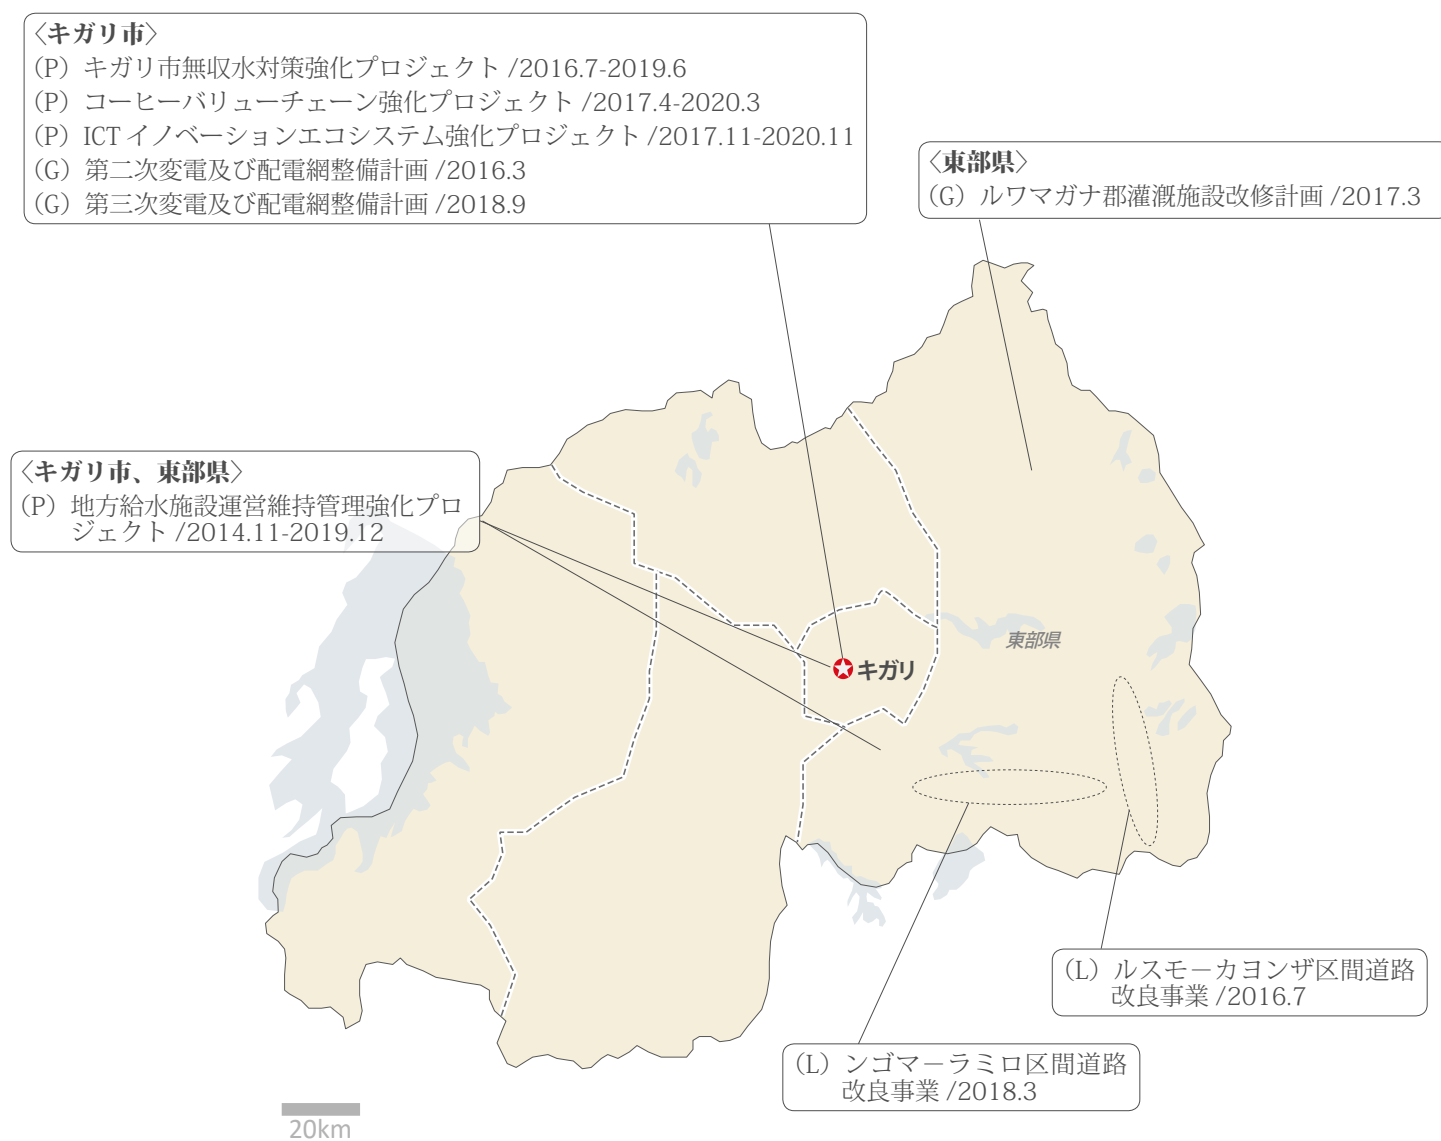 〈キガリ市〉
（P）キガリ市無収水対策強化プロジェクト /2016.7-2019.6
（P）コーヒーバリューチェーン強化プロジェクト /2017.4-2020.3
（P）ICT イノベーションエコシステム強化プロジェクト /2017.11-2020.11
（G）第二次変電及び配電網整備計画 /2016.3
（G）第三次変電及び配電網整備計画 /2018.9
〈東部県〉
（G）ルワマガナ郡灌漑施設改修計画 /2017.3
〈キガリ市、東部県〉
（P）地方給水施設運営維持管理強化プロ
ジェクト /2014.11-2019.12
東部県
キガリ
（L）ルスモ－カヨンザ区間道路
改良事業 /2016.7
（L）ンゴマ－ラミロ区間道路
改良事業 /2018.3
20km